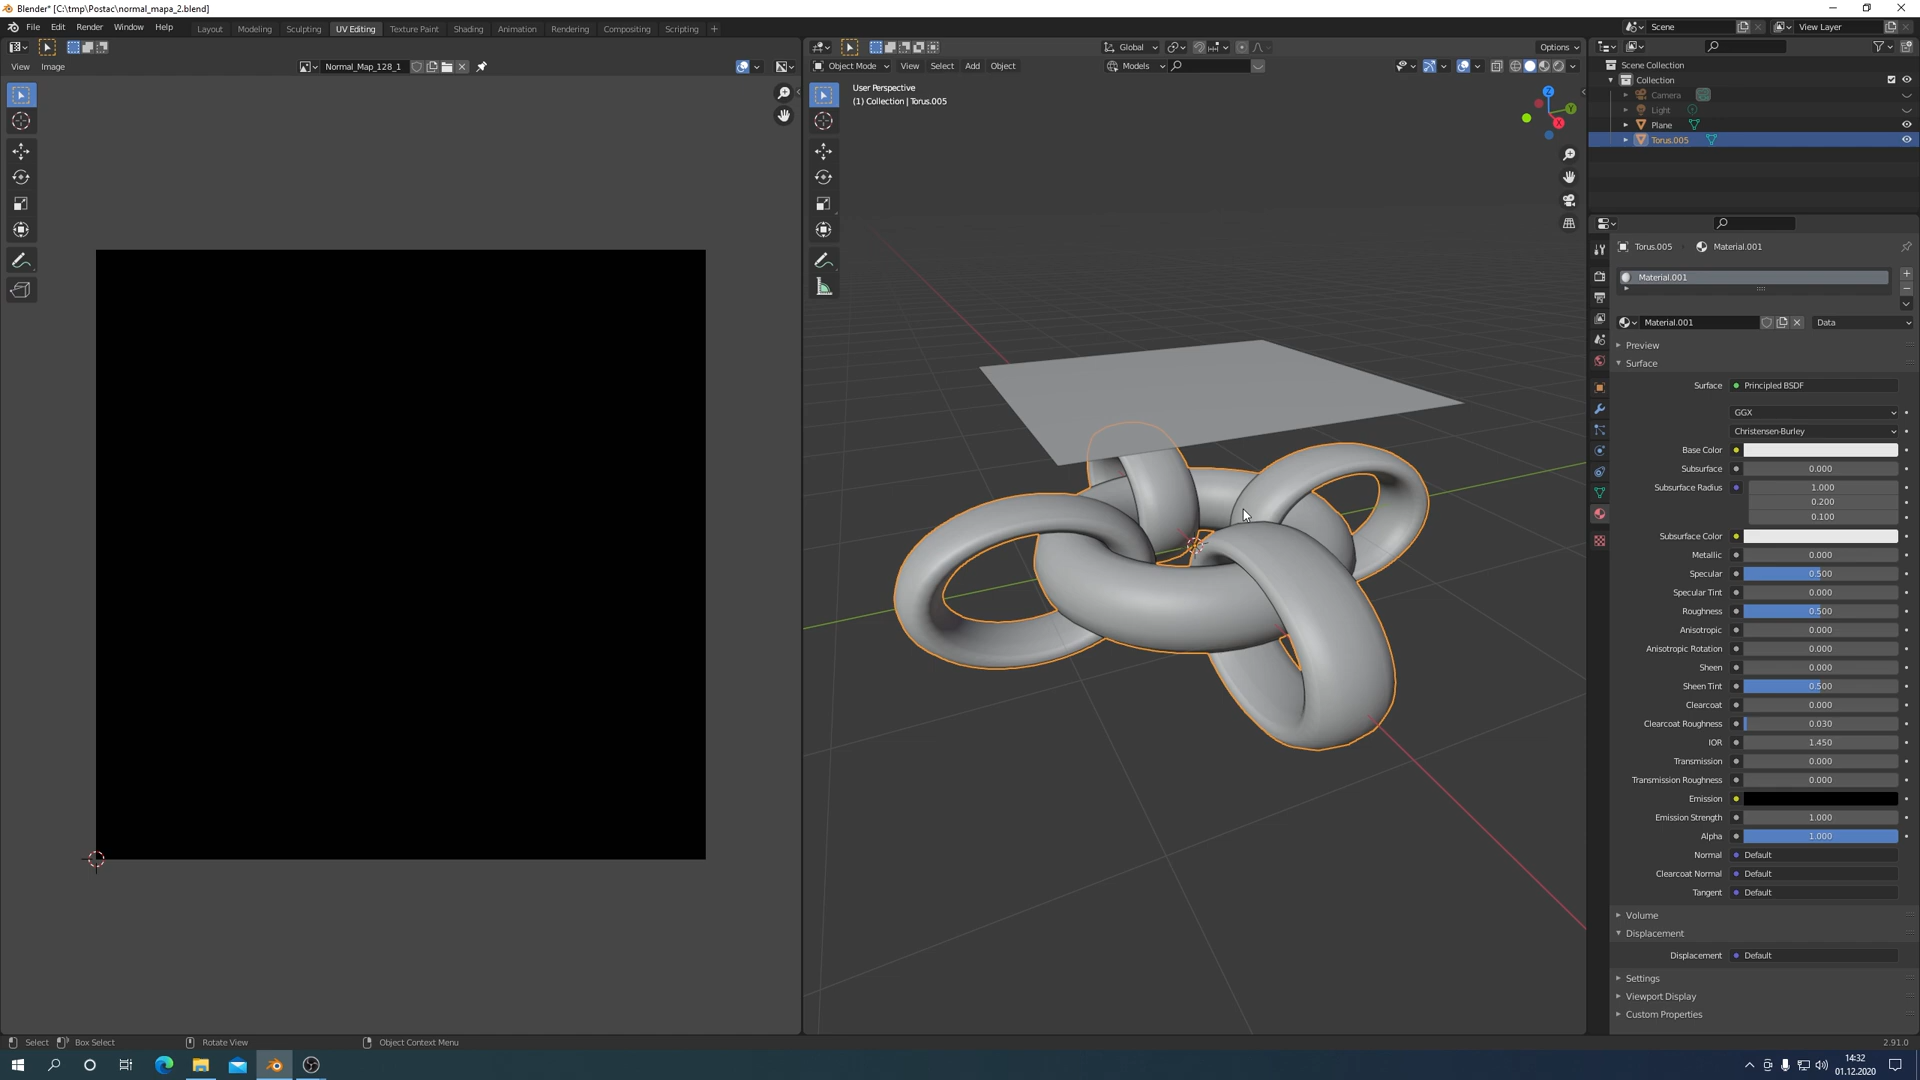 Blender* [C:\tmp\Postac\normal_mapa_2.blend]
File Edit Render Window Help
Layout Modeling Sculpting UV Editing Texture Paint Shading Animation Rendering Compositing Scripting +
Scene
View Layer
Global
Options
View Image
Normal_Map_128_1
Object Mode View Select Add Object
Models
User Perspective
(1) Collection | Torus.005
Z
Y
X
Scene Collection
Collection
Camera
Light
Plane
Torus.005
Torus.005 Material.001
Material.001
Material.001
Data
Preview
Surface
Surface Principled BSDF
GGX
Christensen-Burley
Base Color
Subsurface 0.000
Subsurface Radius 1.000
0.200
0.100
Subsurface Color
Metallic 0.000
Specular 0.500
Specular Tint 0.000
Roughness 0.500
Anisotropic 0.000
Anisotropic Rotation 0.000
Sheen 0.000
Sheen Tint 0.500
Clearcoat 0.000
Clearcoat Roughness 0.030
IOR 1.450
Transmission 0.000
Transmission Roughness 0.000
Emission
Emission Strength 1.000
Alpha 1.000
Normal Default
Clearcoat Normal Default
Tangent Default
Volume
Displacement
Displacement Default
Settings
Viewport Display
Custom Properties
Select Box Select Rotate View Object Context Menu
2.91.0
14:32
01.12.2020